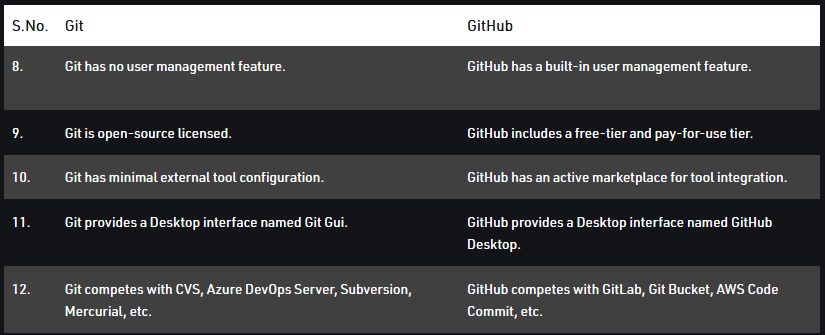 S.No. Git GitHub
8. Git has no user management feature. GitHub has a built-in user management feature.
9. Git is open-source licensed. GitHub includes a free-tier and pay-for-use tier.
10. Git has minimal external tool configuration. GitHub has an active marketplace for tool integration.
11. Git provides a Desktop interface named Git Gui. GitHub provides a Desktop interface named GitHub
Desktop.
12. Git competes with CVS, Azure DevOps Server, Subversion, GitHub competes with GitLab, Git Bucket, AWS Code
Mercurial, etc. Commit, etc.